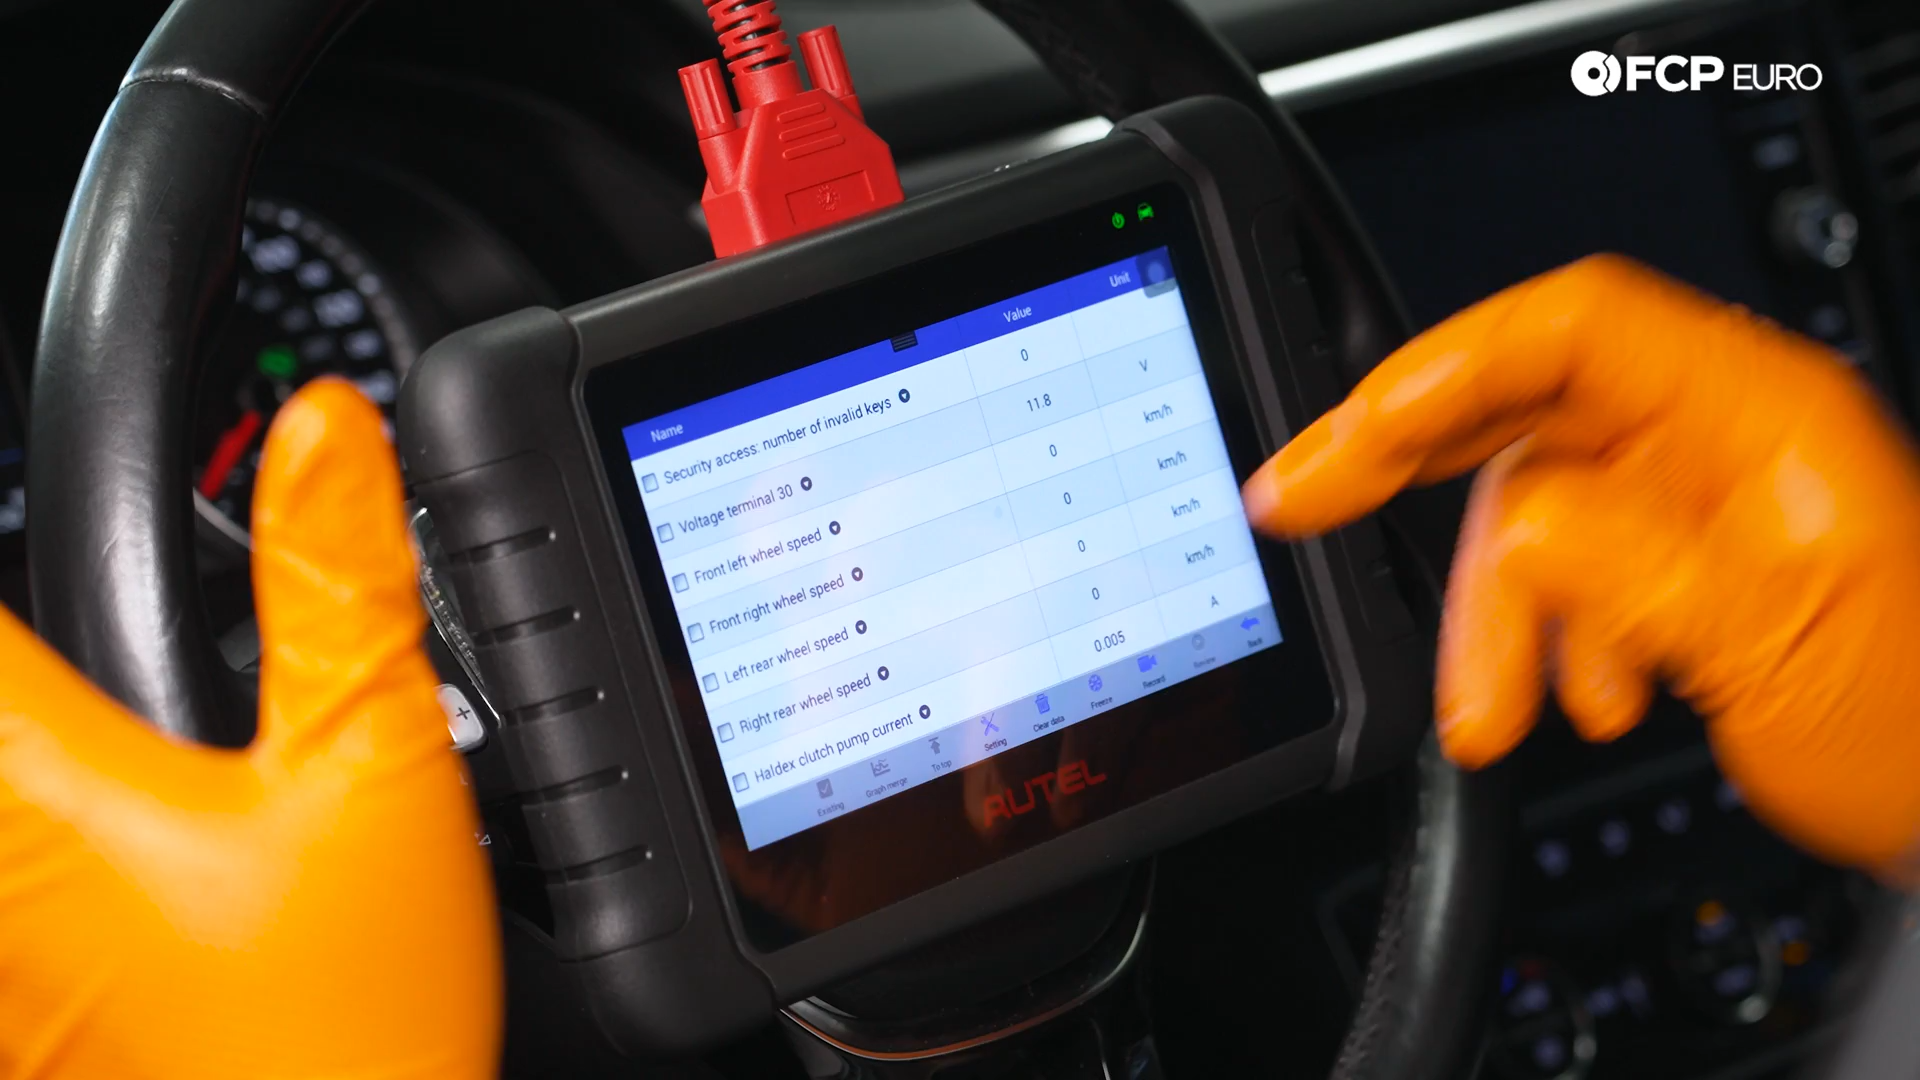 FCP EURO
Name Value Unit
Security access: number of invalid keys 0
Voltage terminal 30 11.8 V
Front left wheel speed 0 km/h
Front right wheel speed 0 km/h
Left rear wheel speed 0 km/h
Right rear wheel speed 0 km/h
Haldex clutch pump current 0.005 A
Existing Graph merge To top Setting Clear data Freeze Record Review Back
AUTEL
+